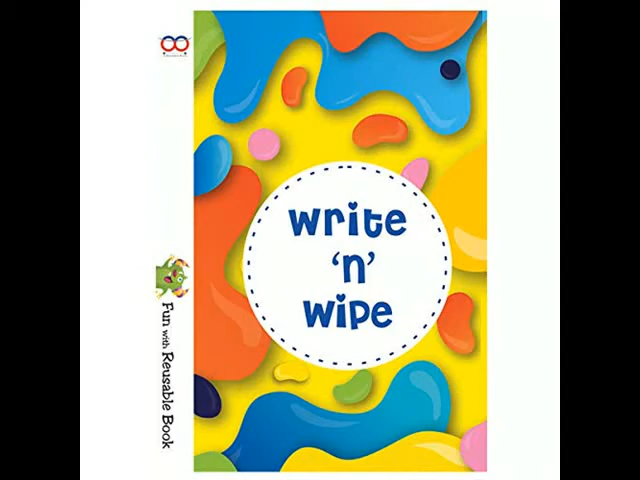 write
‘n’
wipe
Fun with Reusable Book